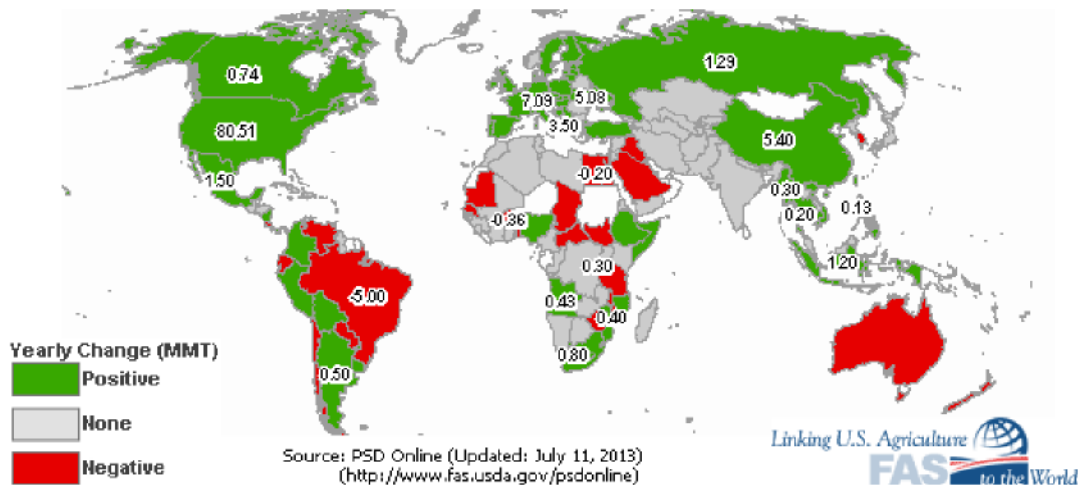 0.74
1.29
7.09
5.08
80.51
3.50
5.40
1.50
-0.20
0.30
-0.36
0.20
0.13
0.30
1.20
-5.00
0.43
0.40
0.80
0.50
Yearly Change (MMT)
Positive
None
Negative
Source: PSD Online (Updated: July 11, 2013)
(http://www.fas.usda.gov/psdonline)
Linking U.S. Agriculture
FAS to the World